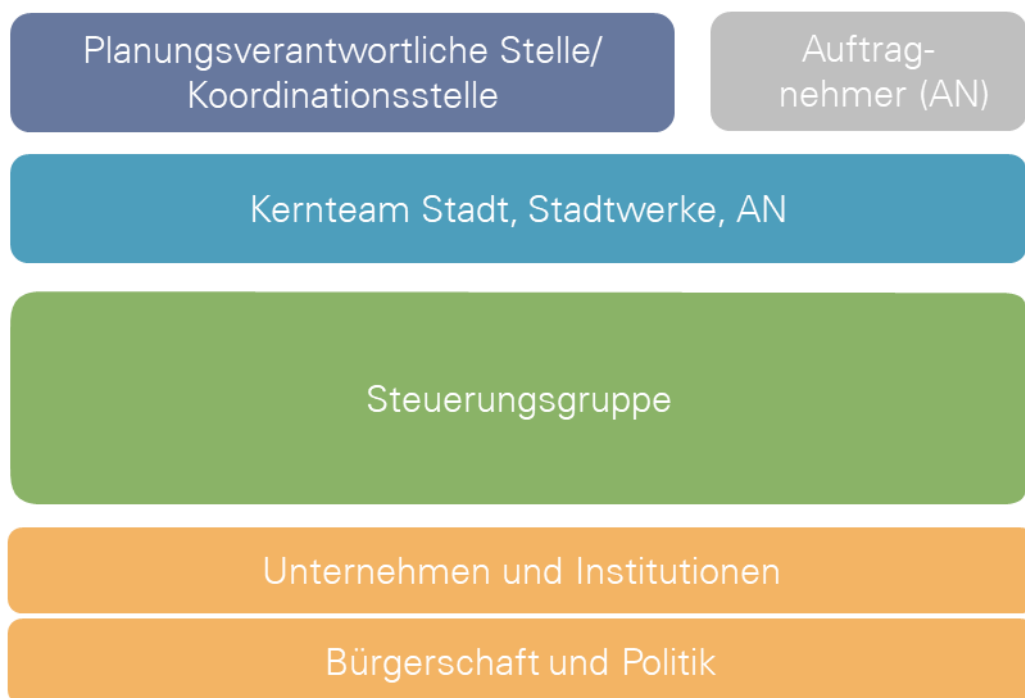 Planungsverantwortliche Stelle/
Koordinationsstelle
Auftrag-
nehmer (AN)
Kernteam Stadt, Stadtwerke, AN
Steuerungsgruppe
Unternehmen und Institutionen
Bürgerschaft und Politik